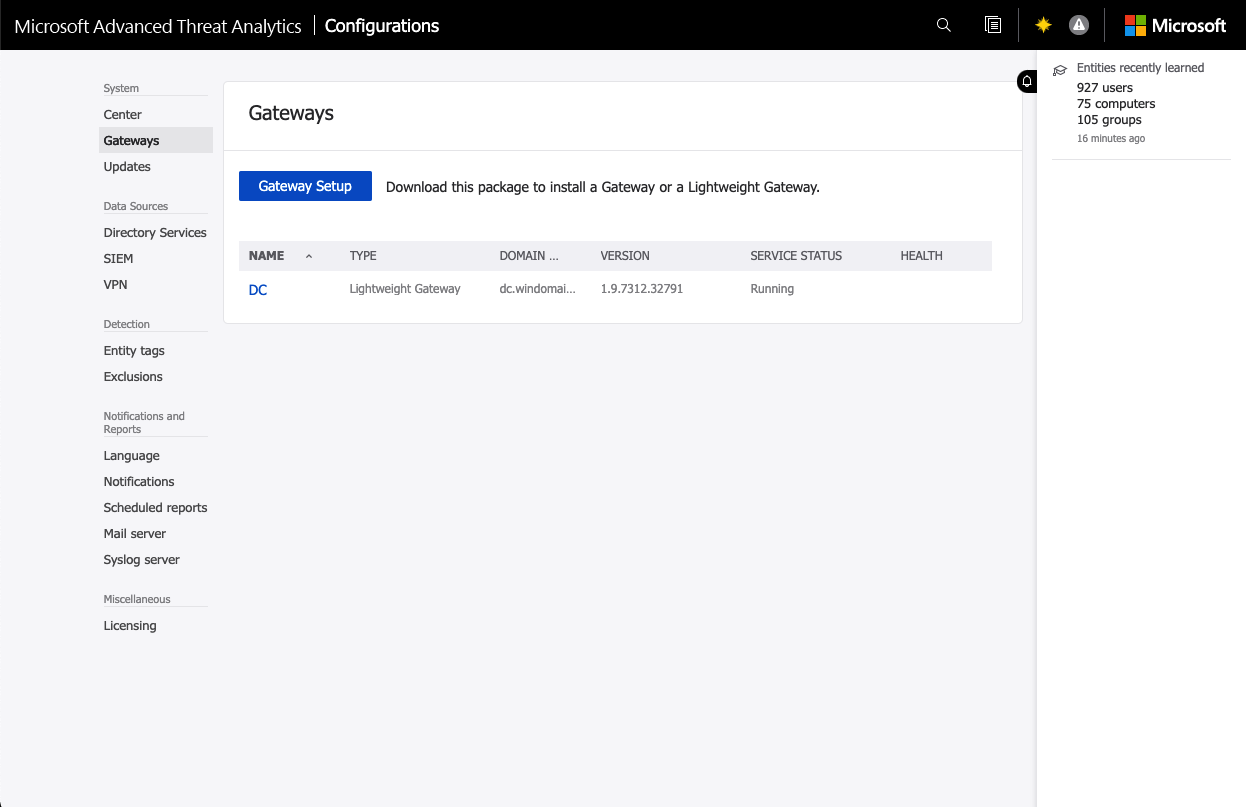 Microsoft Advanced Threat Analytics | Configurations
Microsoft
System
Center
Gateways
Updates
Data Sources
Directory Services
SIEM
VPN
Detection
Entity tags
Exclusions
Notifications and
Reports
Language
Notifications
Scheduled reports
Mail server
Syslog server
Miscellaneous
Licensing
Gateways
Gateway Setup Download this package to install a Gateway or a Lightweight Gateway.
NAME TYPE DOMAIN ... VERSION SERVICE STATUS HEALTH
DC Lightweight Gateway dc.windomai... 1.9.7312.32791 Running
Entities recently learned
927 users
75 computers
105 groups
16 minutes ago